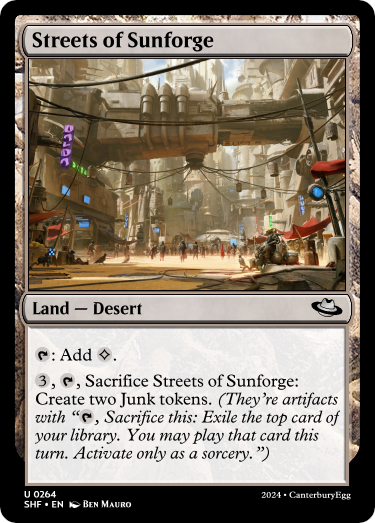 Streets of Sunforge
Land — Desert
: Add .
3, , Sacrifice Streets of Sunforge:
Create two Junk tokens. (They're artifacts
with “, Sacrifice this: Exile the top card of
your library. You may play that card this
turn. Activate only as a sorcery.”)
U 0264
SHF • EN Ben Mauro
2024 • CanterburyEgg